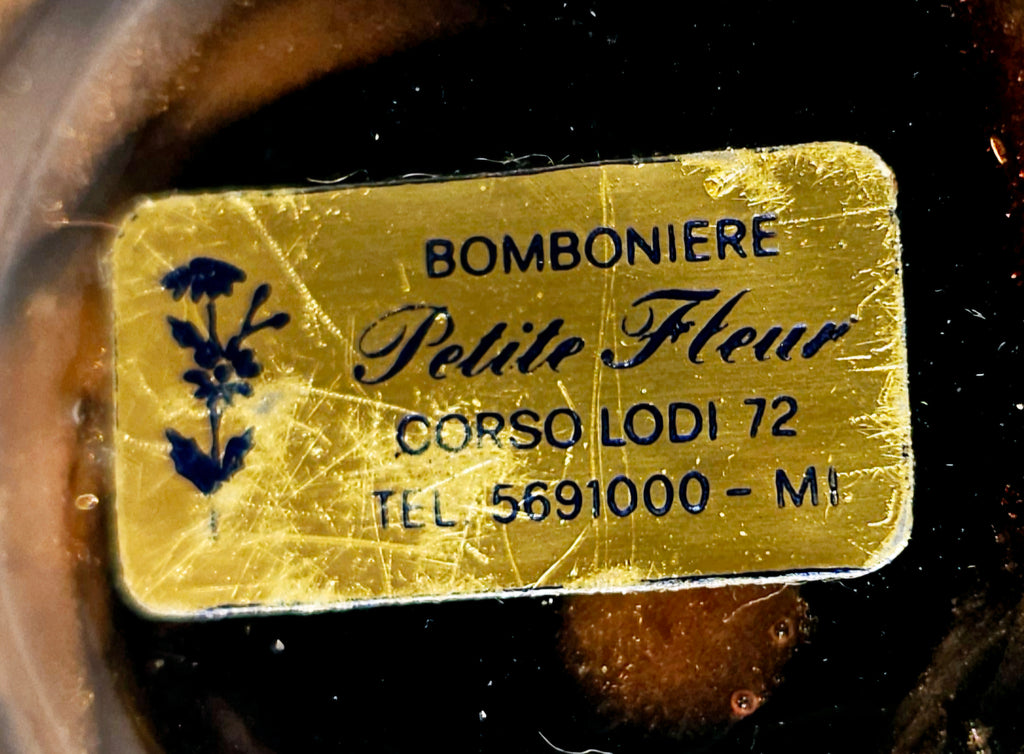 BOMBONIERE
Petite Fleur
CORSO LODI 72
TEL. 5691000 - MI